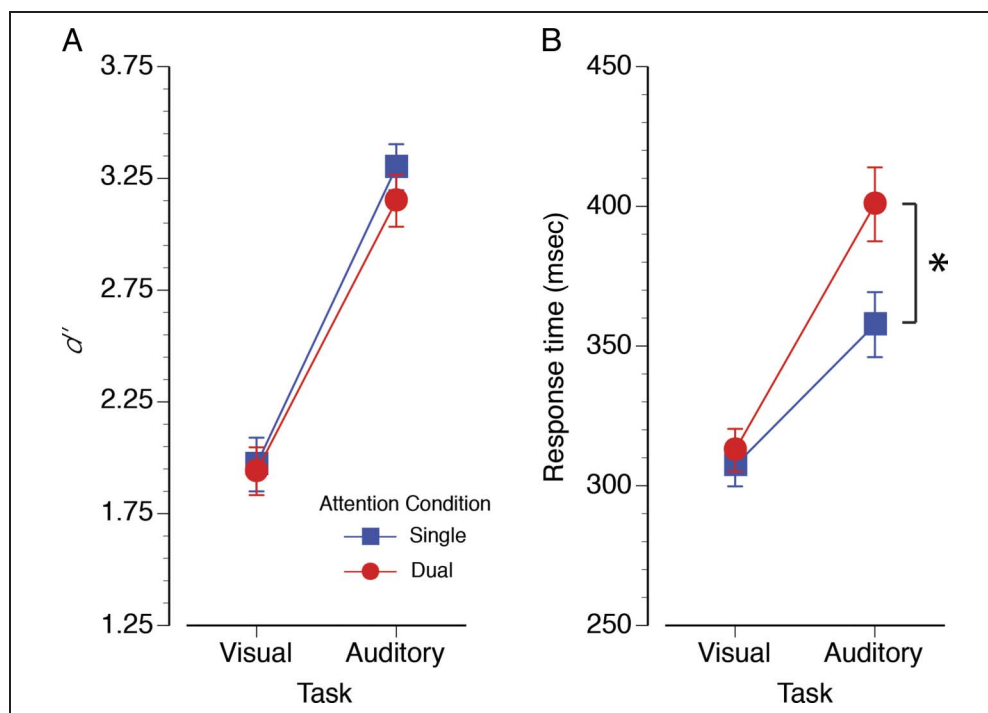 A
3.75
3.25
2.75
2.25
1.75
1.25
d′
Attention Condition
Single
Dual
Visual
Auditory
Task
B
450
400
350
300
250
Response time (msec)
*
Visual
Auditory
Task